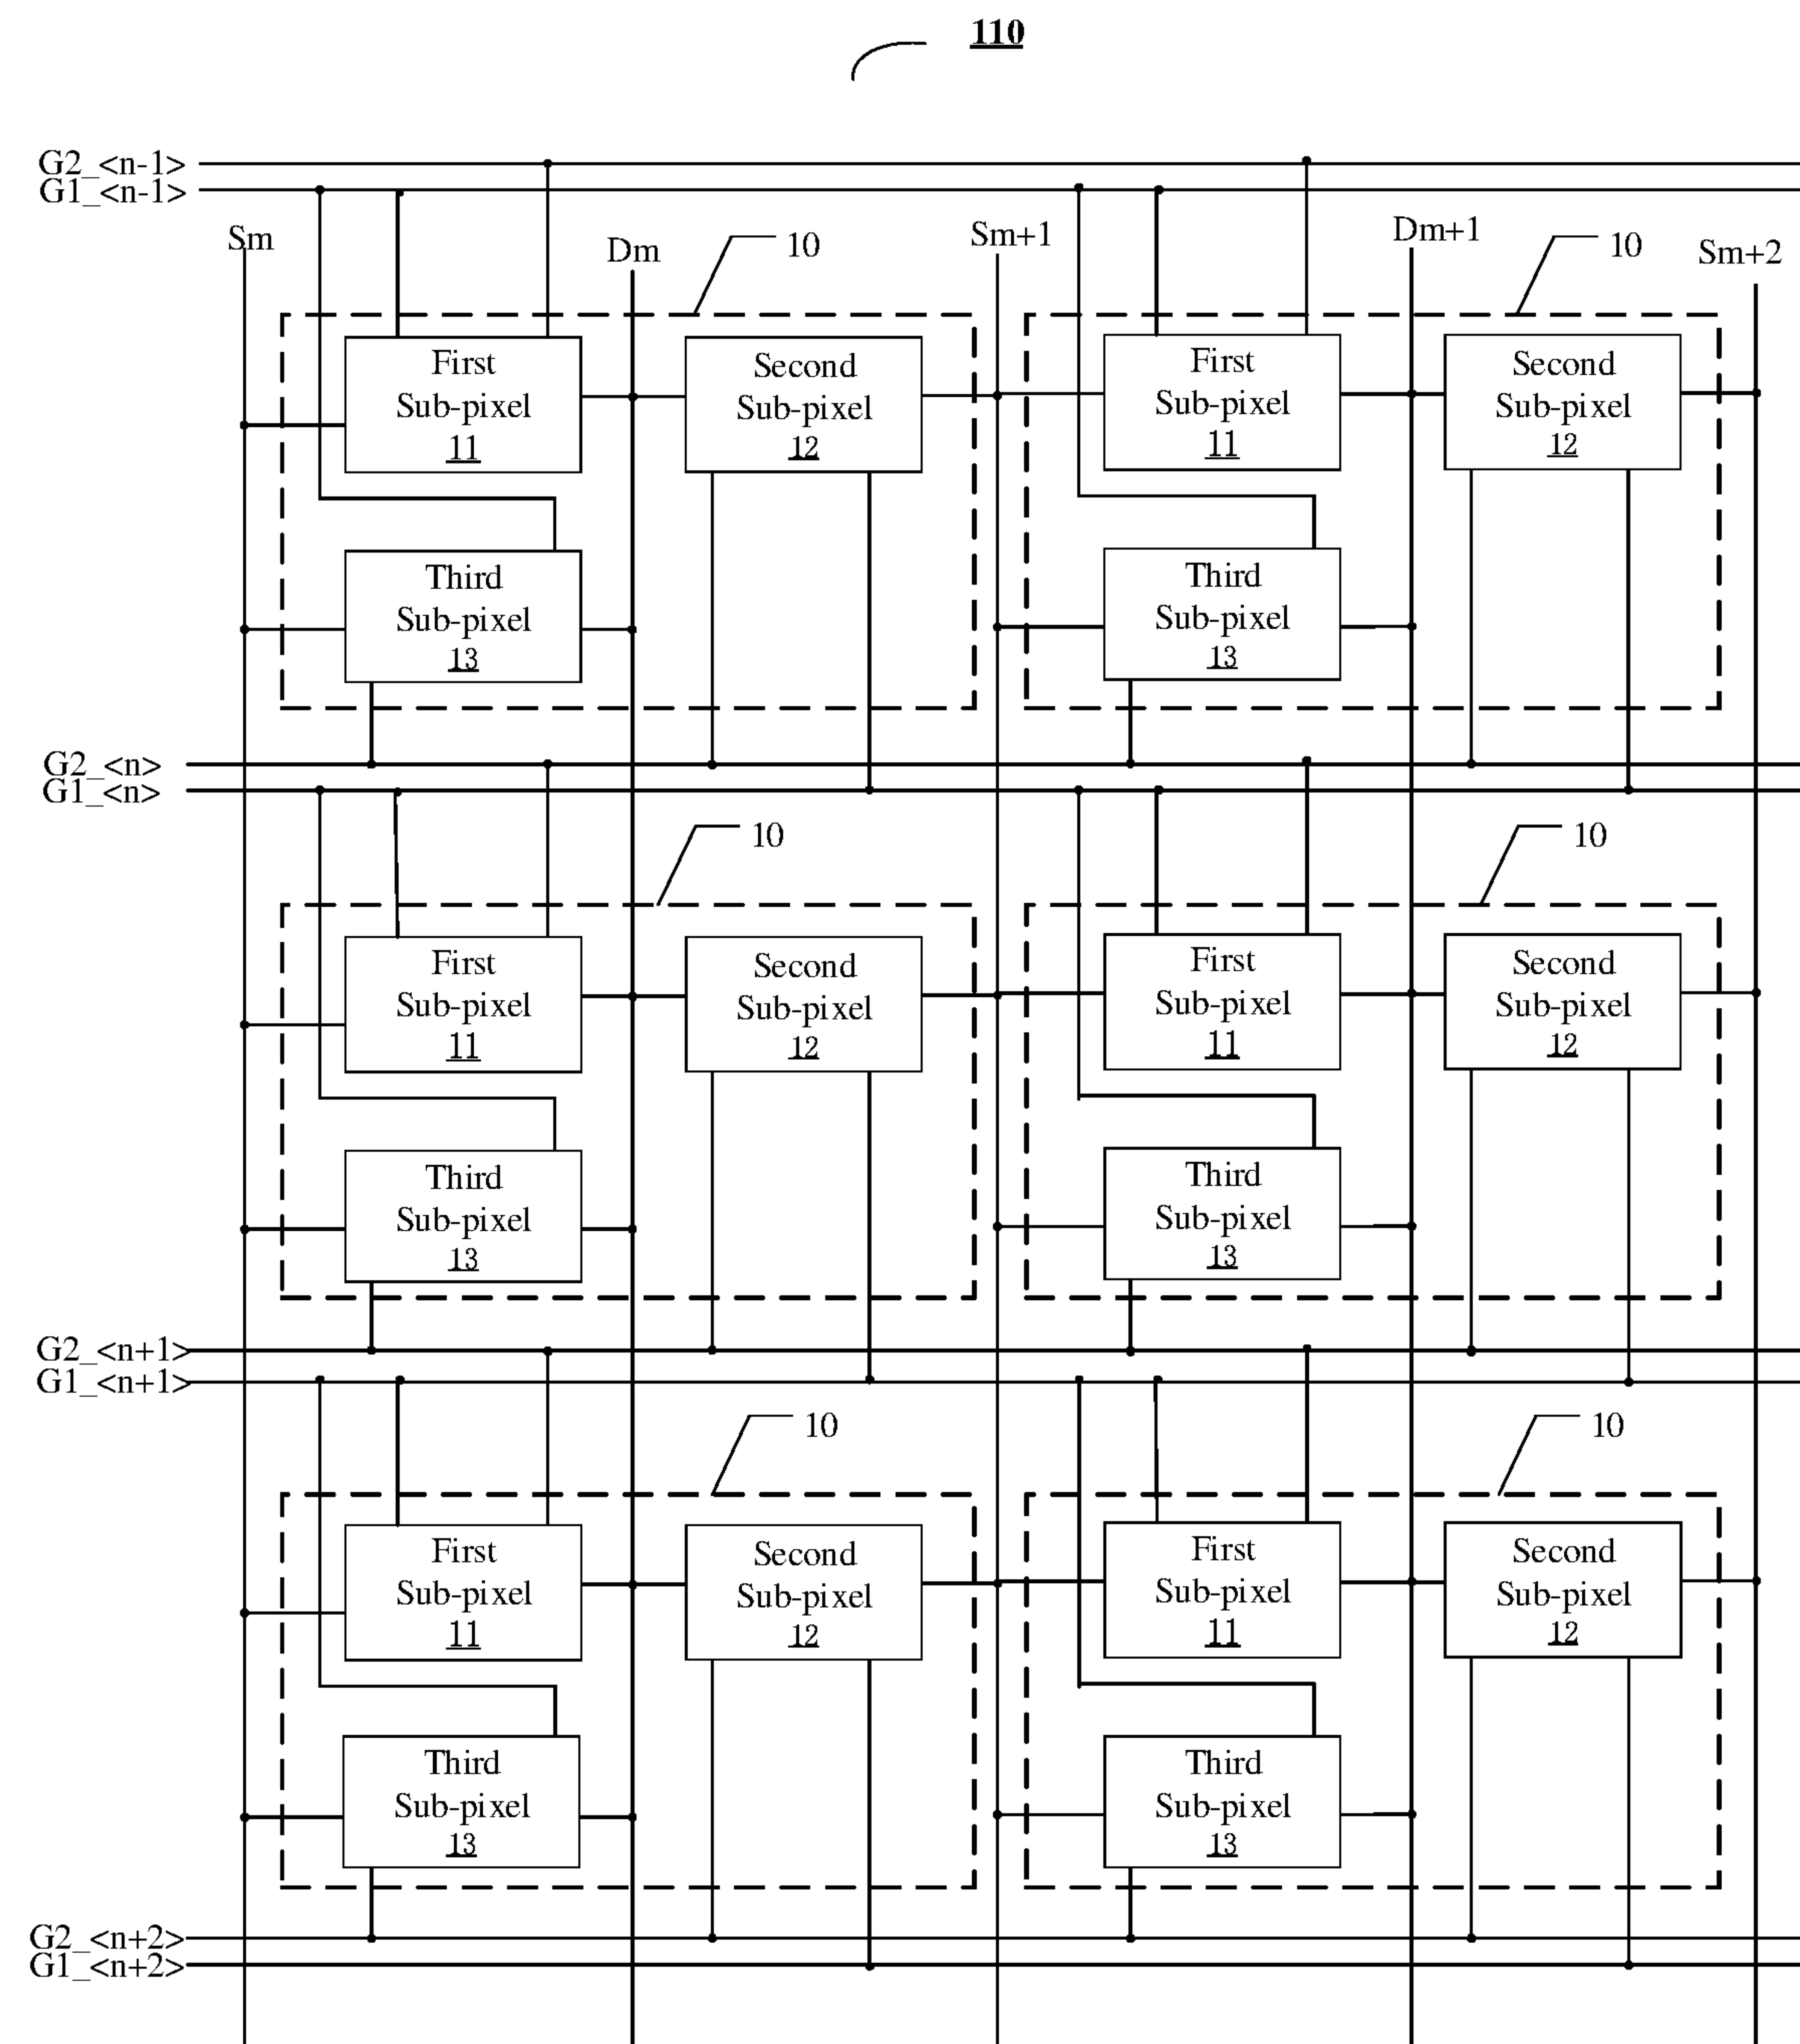 110
G2_<n-1>
G1_<n-1>
Sm
Dm
10
Sm+1
Dm+1
10
Sm+2
First
Sub-pixel
11
Second
Sub-pixel
12
First
Sub-pixel
11
Second
Sub-pixel
12
Third
Sub-pixel
13
Third
Sub-pixel
13
G2_<n>
G1_<n>
10
10
First
Sub-pixel
11
Second
Sub-pixel
12
First
Sub-pixel
11
Second
Sub-pixel
12
Third
Sub-pixel
13
Third
Sub-pixel
13
G2_<n+1>
G1_<n+1>
10
10
First
Sub-pixel
11
Second
Sub-pixel
12
First
Sub-pixel
11
Second
Sub-pixel
12
Third
Sub-pixel
13
Third
Sub-pixel
13
G2_<n+2>
G1_<n+2>